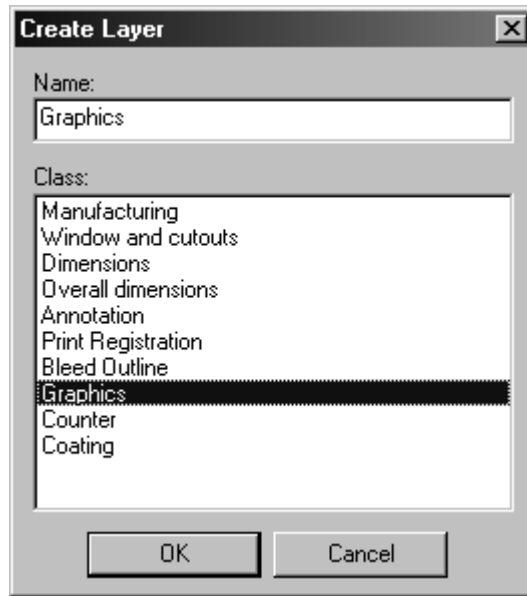 Create Layer
Name:
Graphics
Class:
Manufacturing
Window and cutouts
Dimensions
Overall dimensions
Annotation
Print Registration
Bleed Outline
Graphics
Counter
Coating
OK Cancel